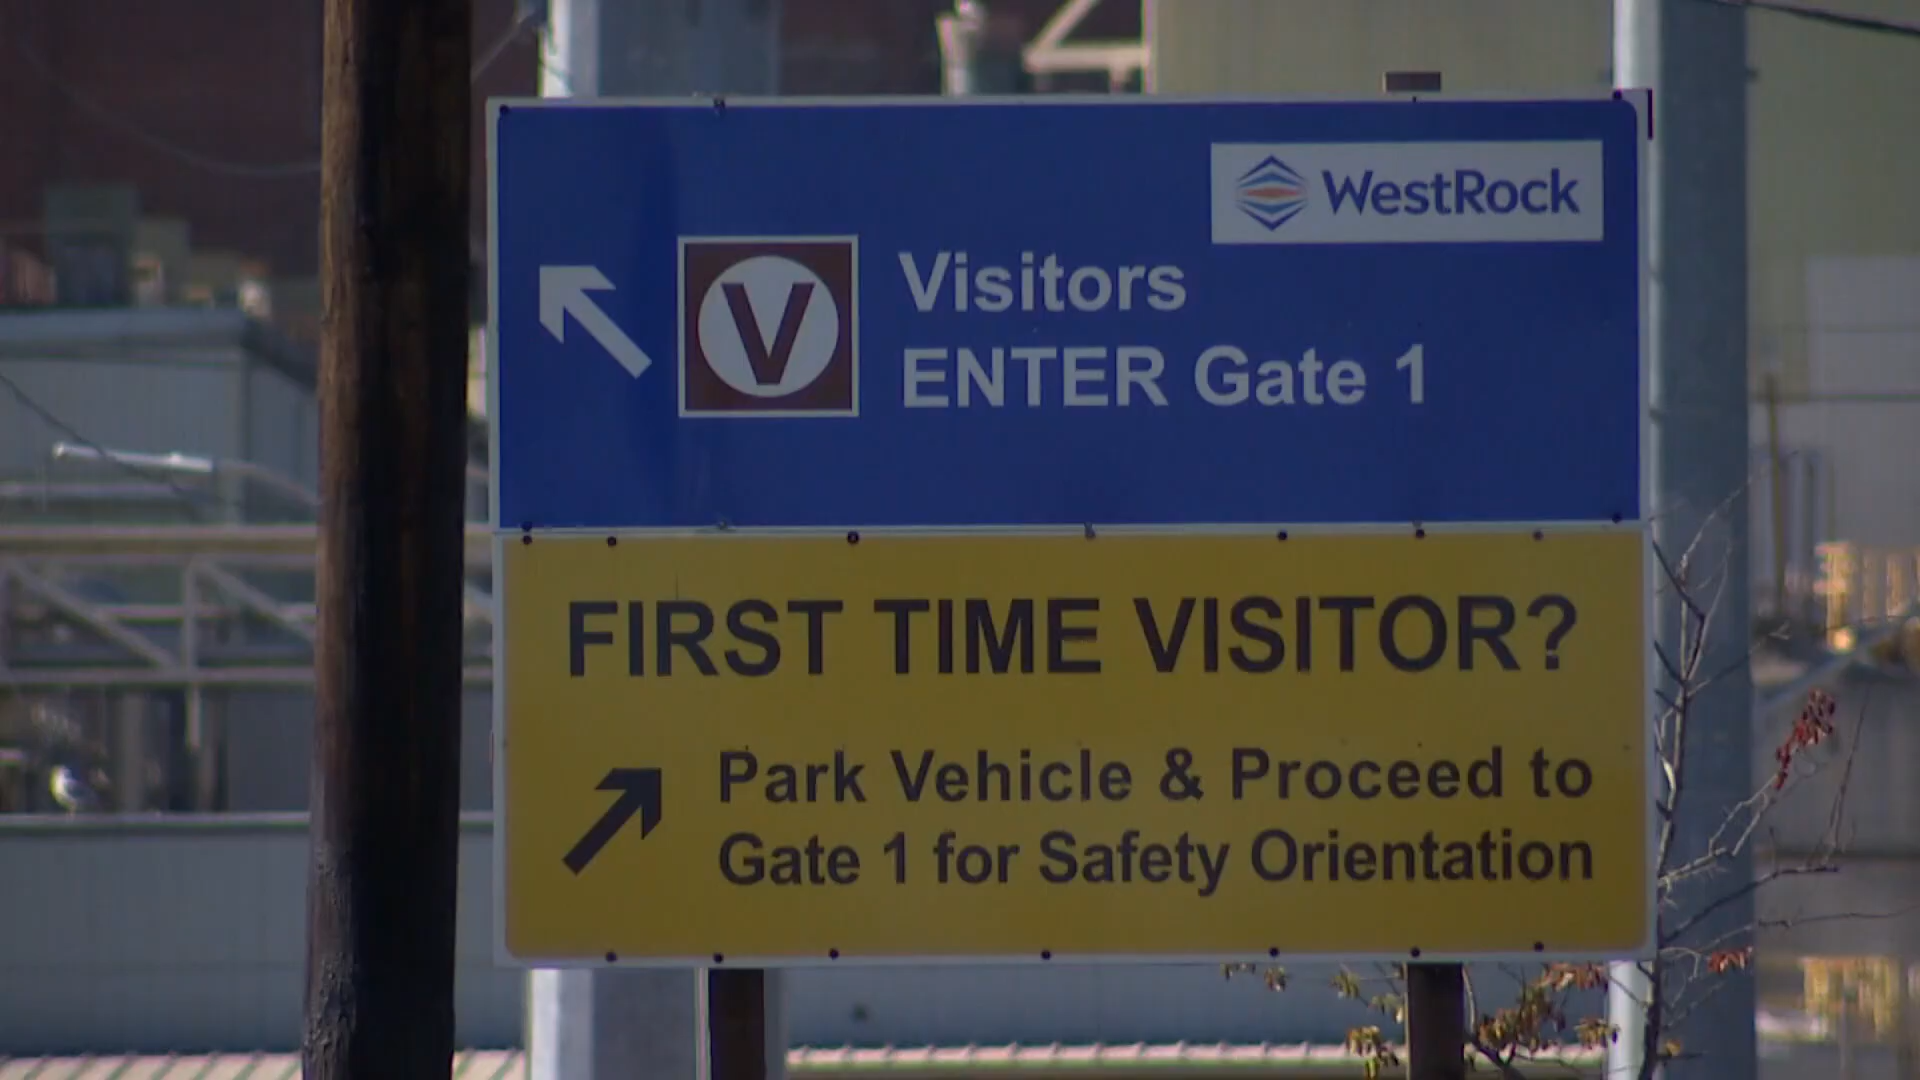 WestRock
V
Visitors
ENTER Gate 1
FIRST TIME VISITOR?
Park Vehicle & Proceed to
Gate 1 for Safety Orientation